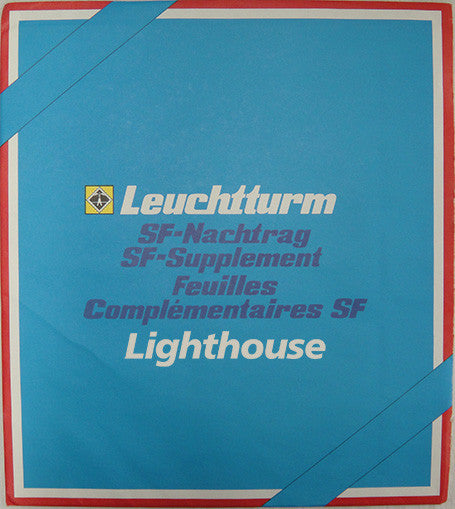 Leuchtturm
SF-Nachtrag
SF-Supplement
Feuilles
Complémentaires SF
Lighthouse